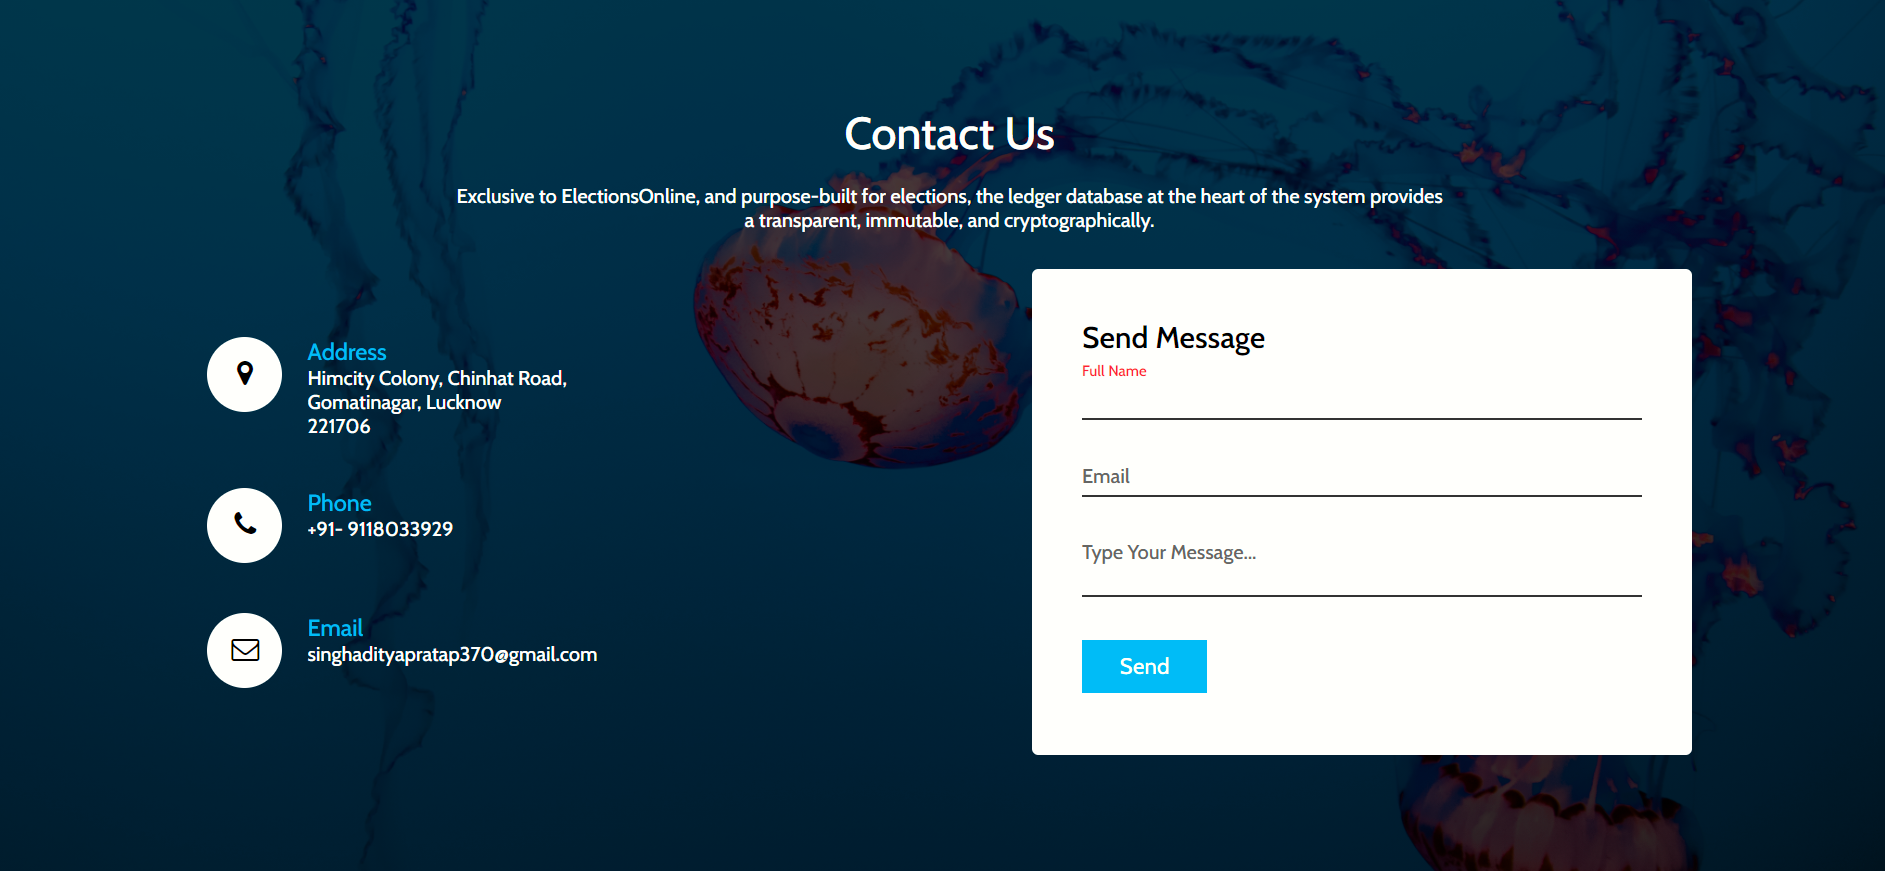 Contact Us
Exclusive to ElectionsOnline, and purpose-built for elections, the ledger database at the heart of the system provides
a transparent, immutable, and cryptographically.
Address
Himcity Colony, Chinhat Road,
Gomatinagar, Lucknow
221706
Phone
+91- 9118033929
Email
singhadityapratap370@gmail.com
Send Message
Full Name
Email
Type Your Message...
Send